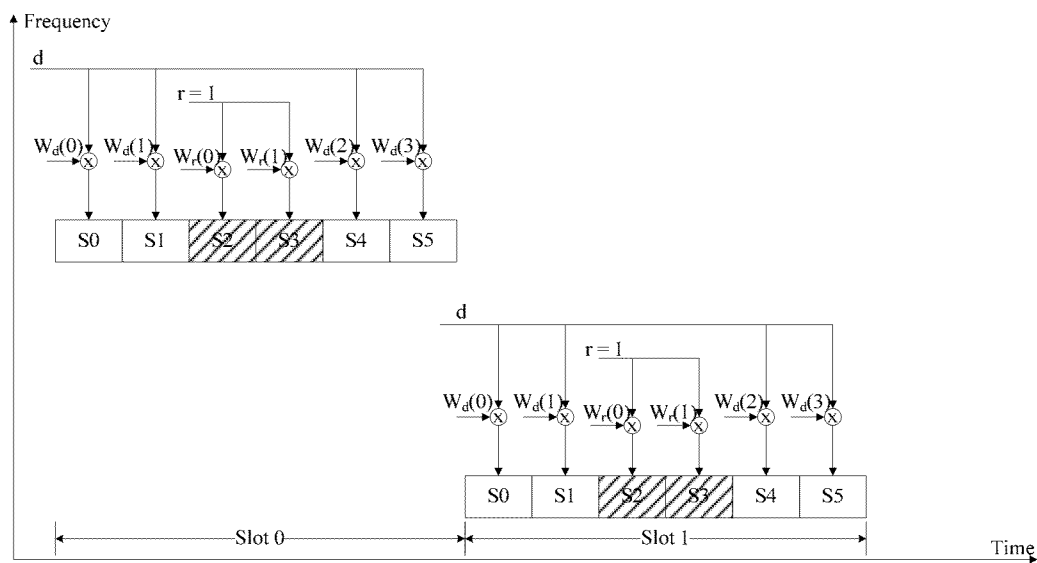 Frequency
d
r = 1
W_d(0) W_d(1) W_r(0) W_r(1) W_d(2) W_d(3)
X X X X X X
S0 S1 S2 S3 S4 S5
d
r = 1
W_d(0) W_d(1) W_r(0) W_r(1) W_d(2) W_d(3)
X X X X X X
S0 S1 S2 S3 S4 S5
Slot 0 Slot 1
Time